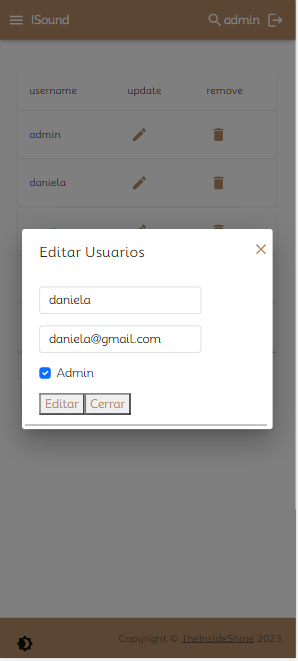 ISound admin
username update remove
admin
daniela
Editar Usuarios
daniela
daniela@gmail.com
Admin
Editar Cerrar
Copyright © TheInsideShine 2023.